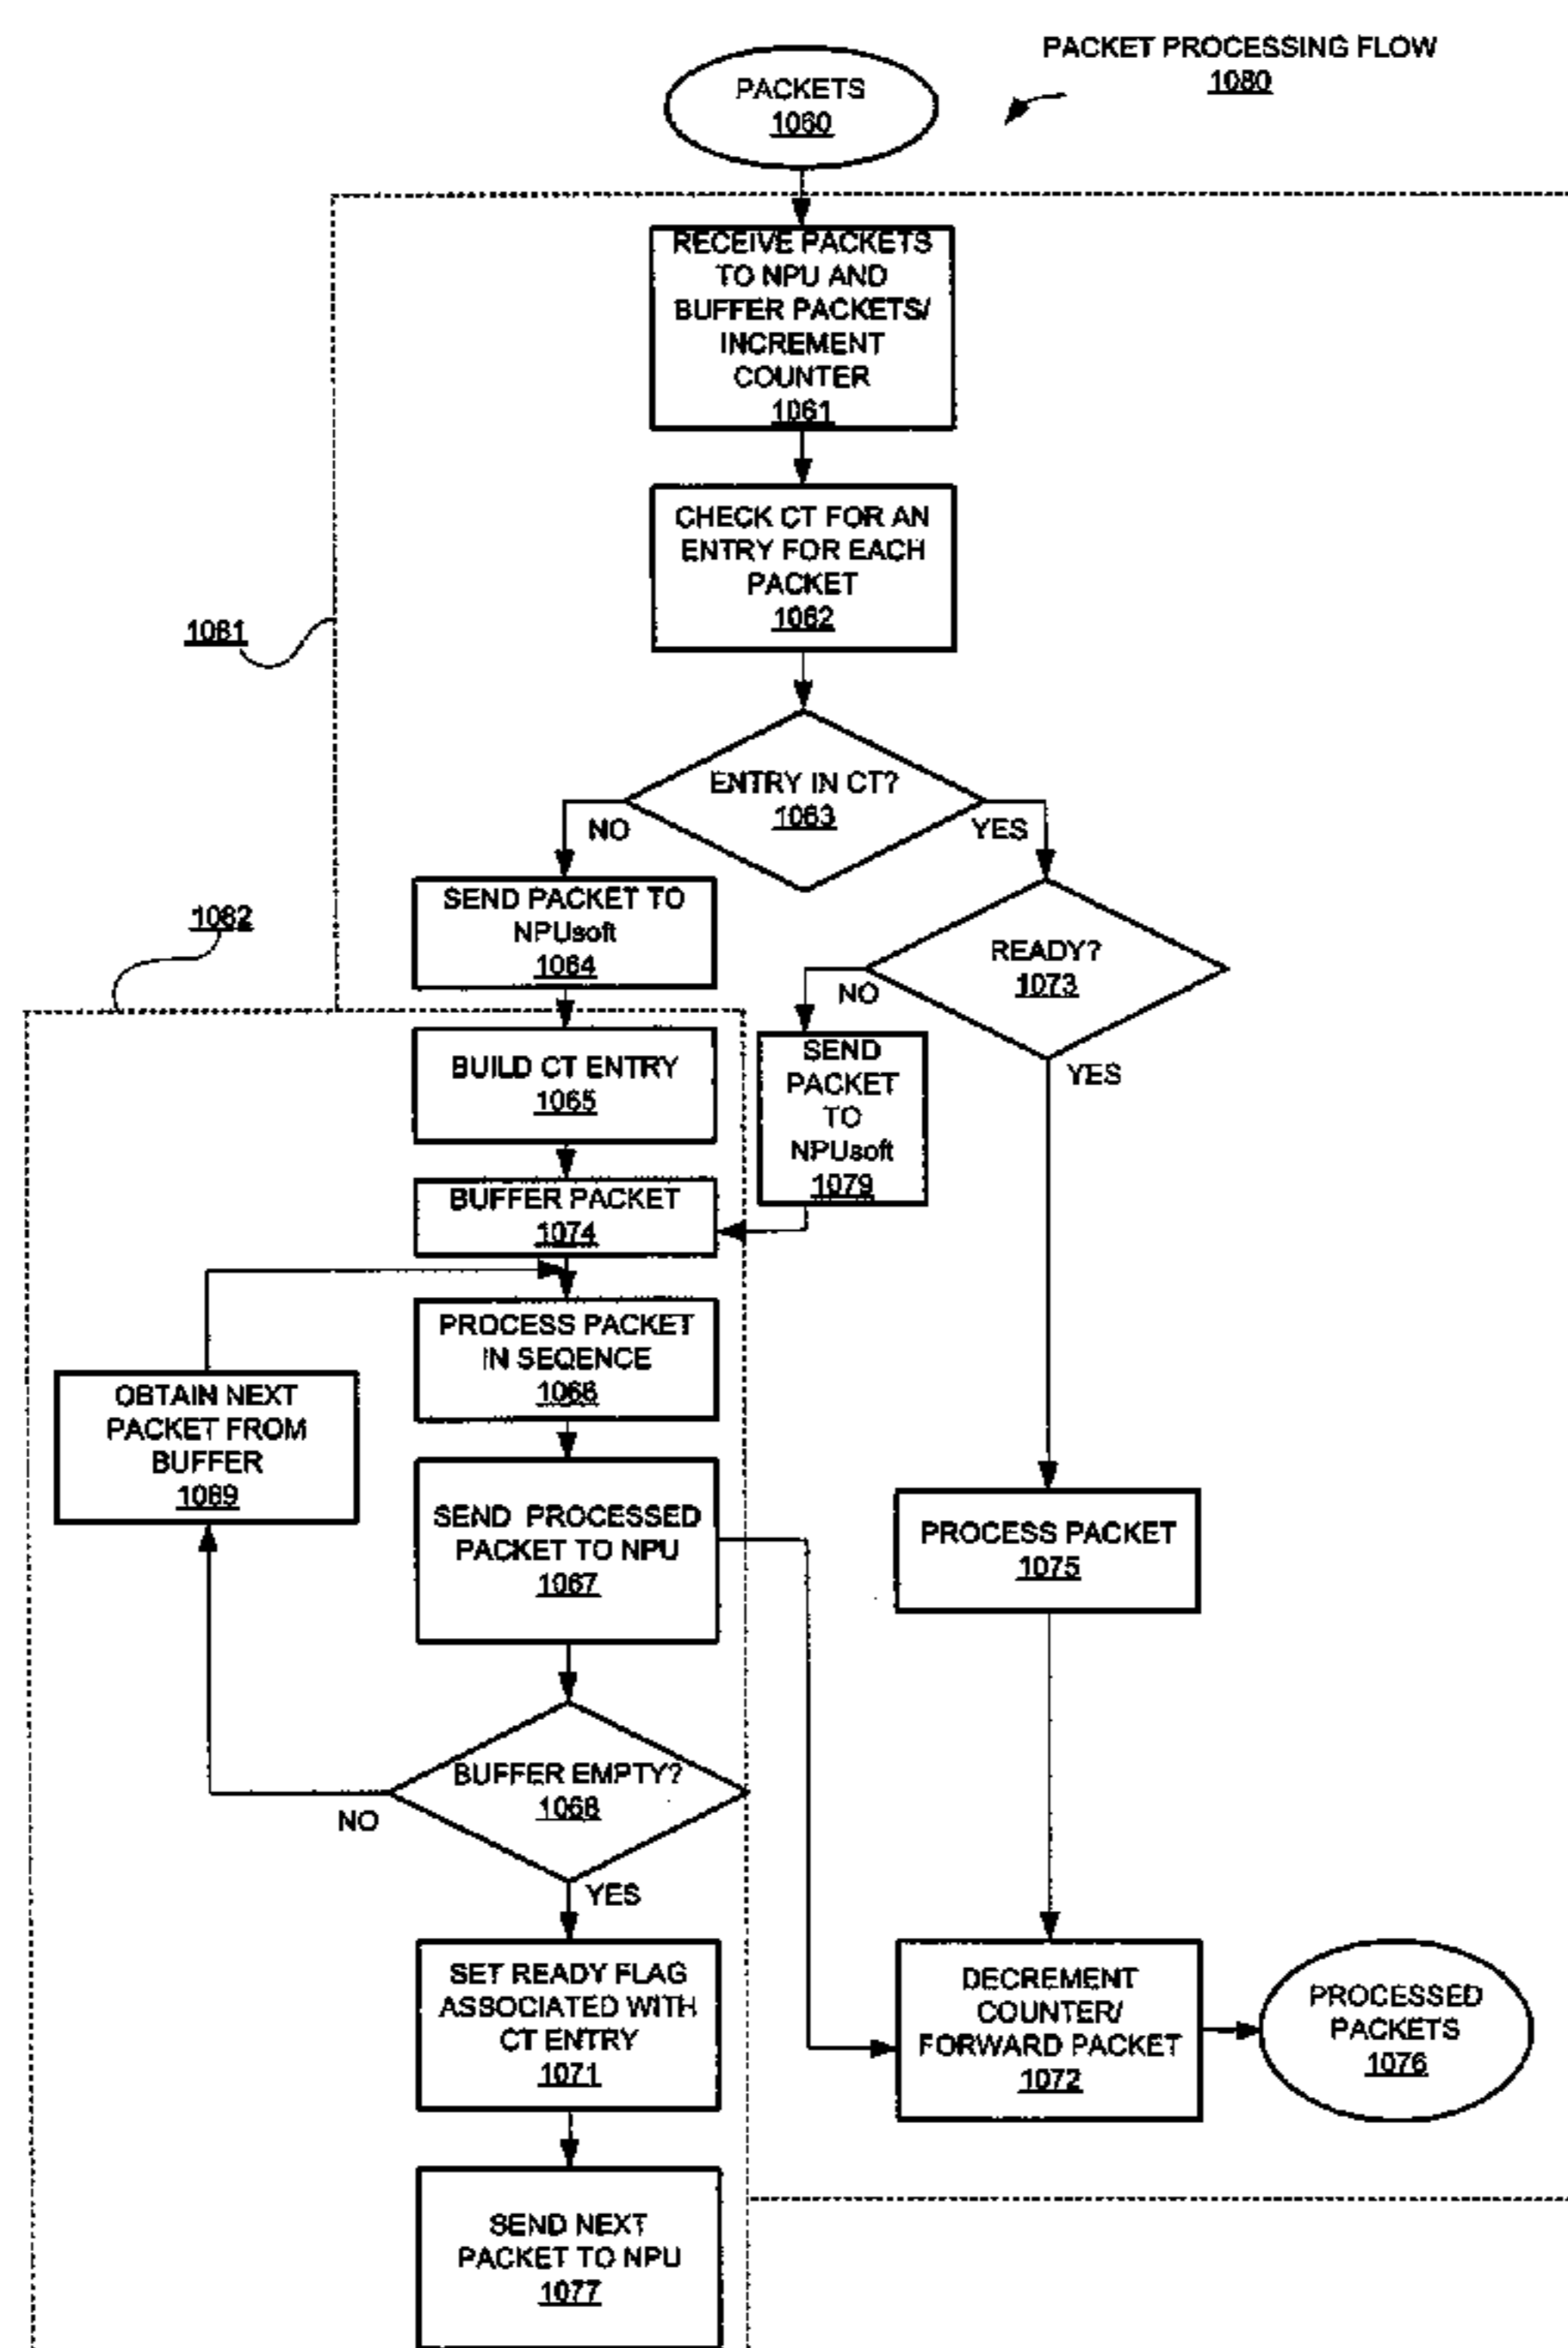 PACKET PROCESSING FLOW
1080
PACKETS
1060
RECEIVE PACKETS
TO NPU AND
BUFFER PACKETS/
INCREMENT
COUNTER
1061
CHECK CT FOR AN
ENTRY FOR EACH
PACKET
1062
1081
ENTRY IN CT?
1063
NO
YES
SEND PACKET TO
NPUsoft
1064
1082
READY?
1073
NO
YES
SEND
PACKET
TO
NPUsoft
1079
BUILD CT ENTRY
1065
BUFFER PACKET
1074
PROCESS PACKET
IN SEQENCE
1066
OBTAIN NEXT
PACKET FROM
BUFFER
1069
SEND PROCESSED
PACKET TO NPU
1067
PROCESS PACKET
1075
BUFFER EMPTY?
1068
NO
YES
SET READY FLAG
ASSOCIATED WITH
CT ENTRY
1071
DECREMENT
COUNTER/
FORWARD PACKET
1072
PROCESSED
PACKETS
1076
SEND NEXT
PACKET TO NPU
1077